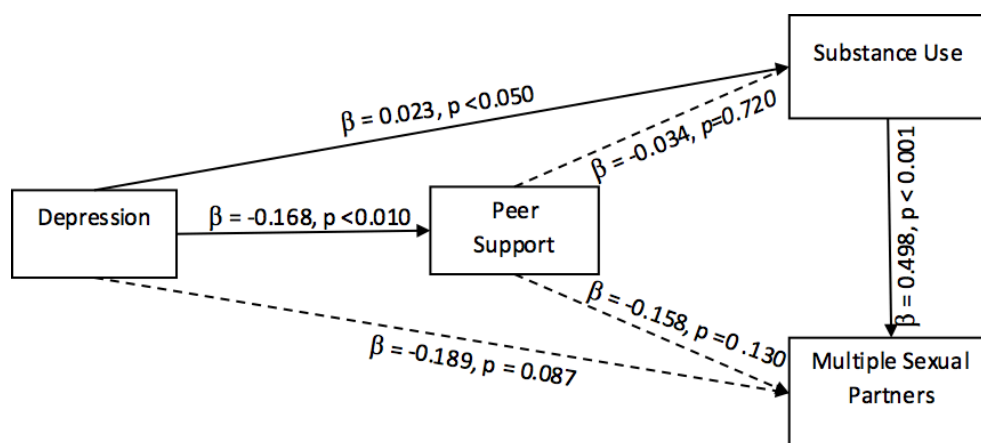 Substance Use
β = 0.023, p <0.050
β = -0.034, p=0.720
Depression
β = -0.168, p <0.010
Peer
Support
β = 0.498, p < 0.001
β = -0.158, p =0 .130
β = -0.189, p = 0.087
Multiple Sexual
Partners